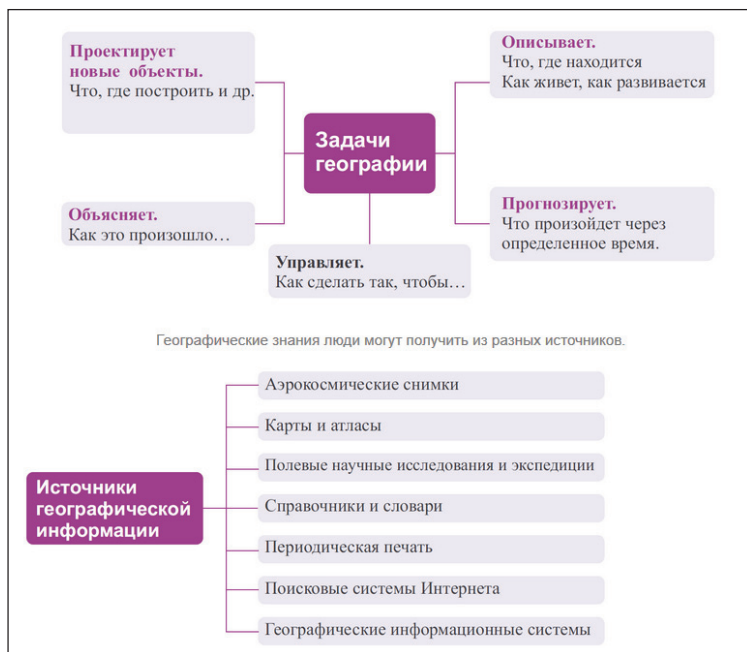 Проектирует
новые объекты.
Что, где построить и др.
Описывает.
Что, где находится
Как живет, как развивается
Задачи
географии
Объясняет.
Как это произошло…
Прогнозирует.
Что произойдет через
определенное время.
Управляет.
Как сделать так, чтобы…
Географические знания люди могут получить из разных источников.
Источники
географической
информации
Аэрокосмические снимки
Карты и атласы
Полевые научные исследования и экспедиции
Справочники и словари
Периодическая печать
Поисковые системы Интернета
Географические информационные системы